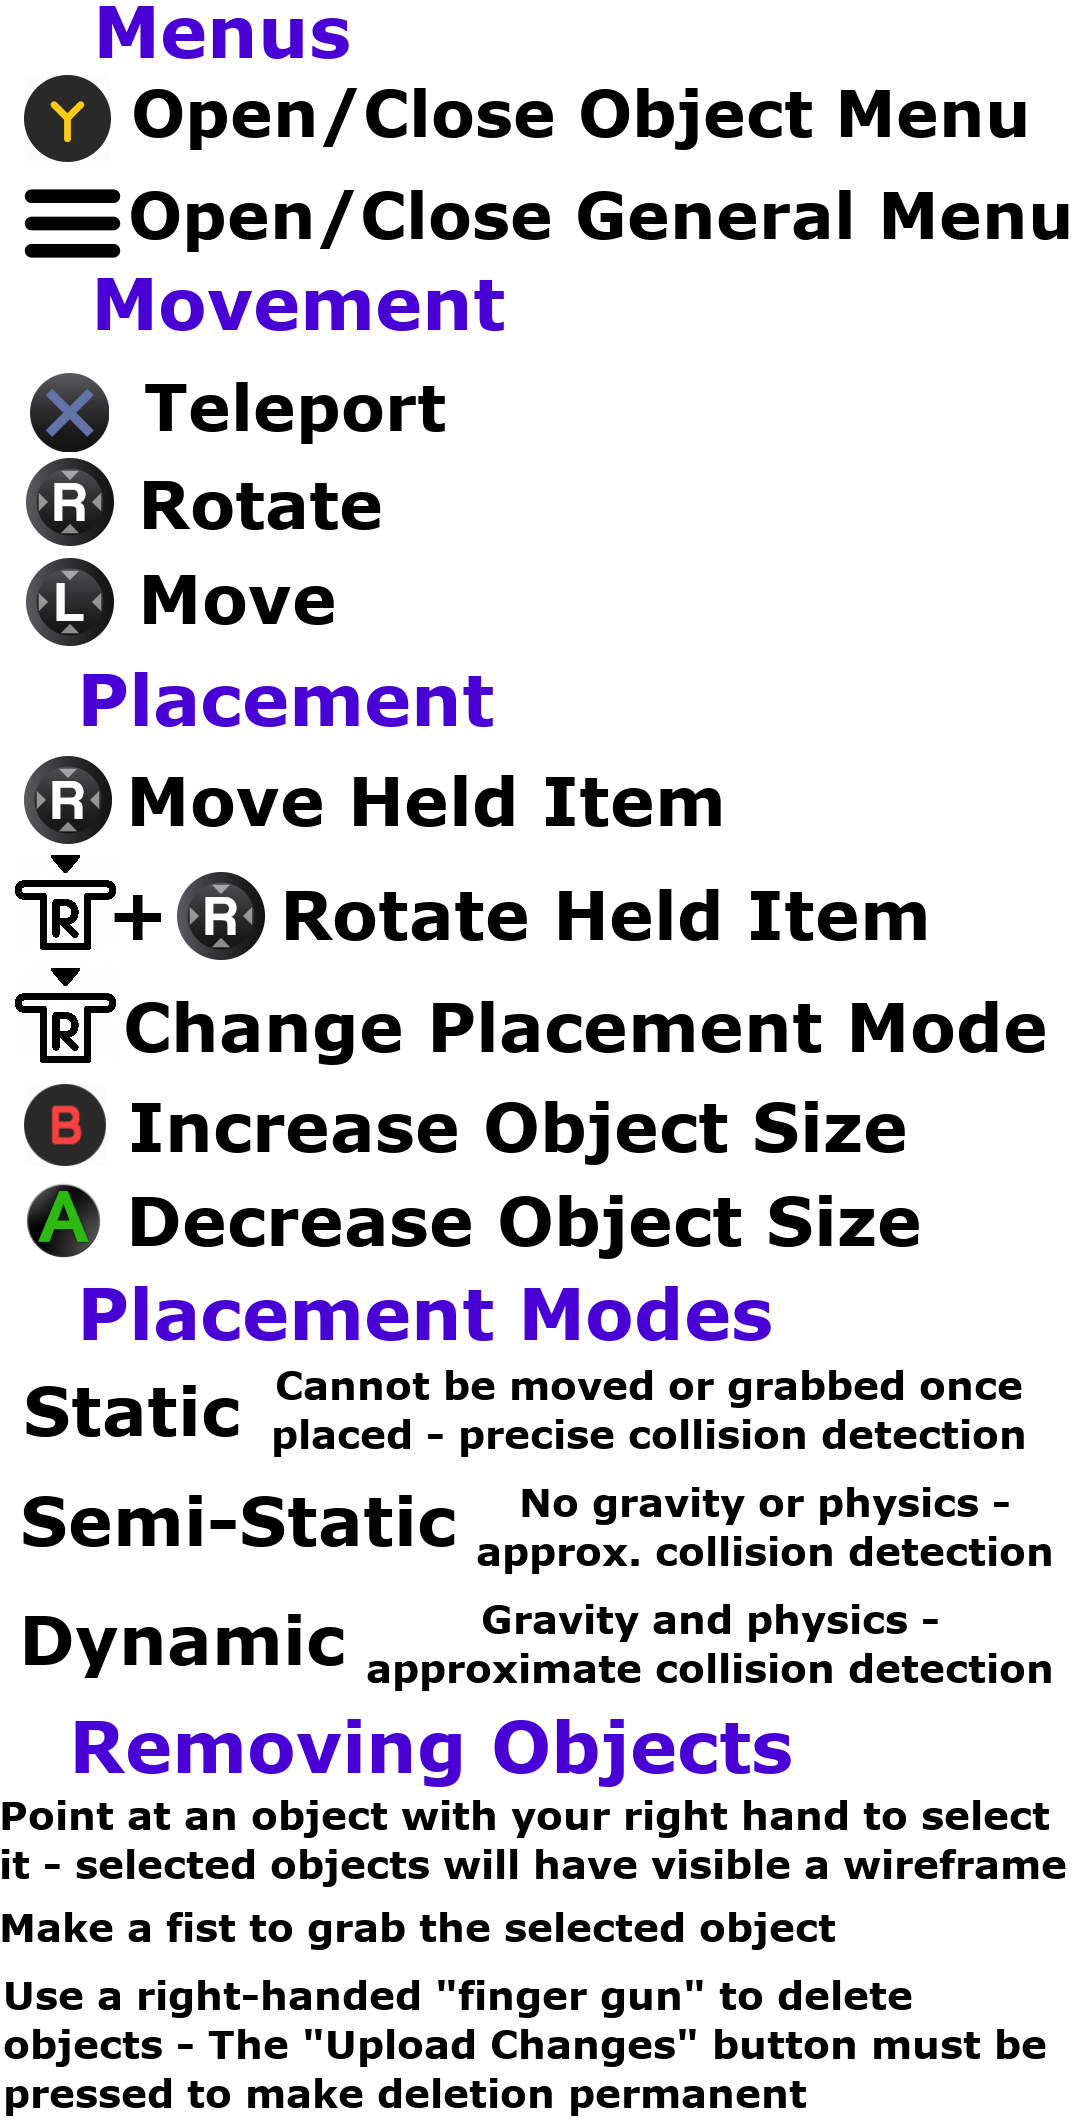 Menus
Y Open/Close Object Menu
Open/Close General Menu
Movement
X Teleport
R Rotate
L Move
Placement
R Move Held Item
R + R Rotate Held Item
R Change Placement Mode
B Increase Object Size
A Decrease Object Size
Placement Modes
Static Cannot be moved or grabbed once
placed - precise collision detection
Semi-Static No gravity or physics -
approx. collision detection
Dynamic Gravity and physics -
approximate collision detection
Removing Objects
Point at an object with your right hand to select
it - selected objects will have visible a wireframe
Make a fist to grab the selected object
Use a right-handed "finger gun" to delete
objects - The "Upload Changes" button must be
pressed to make deletion permanent